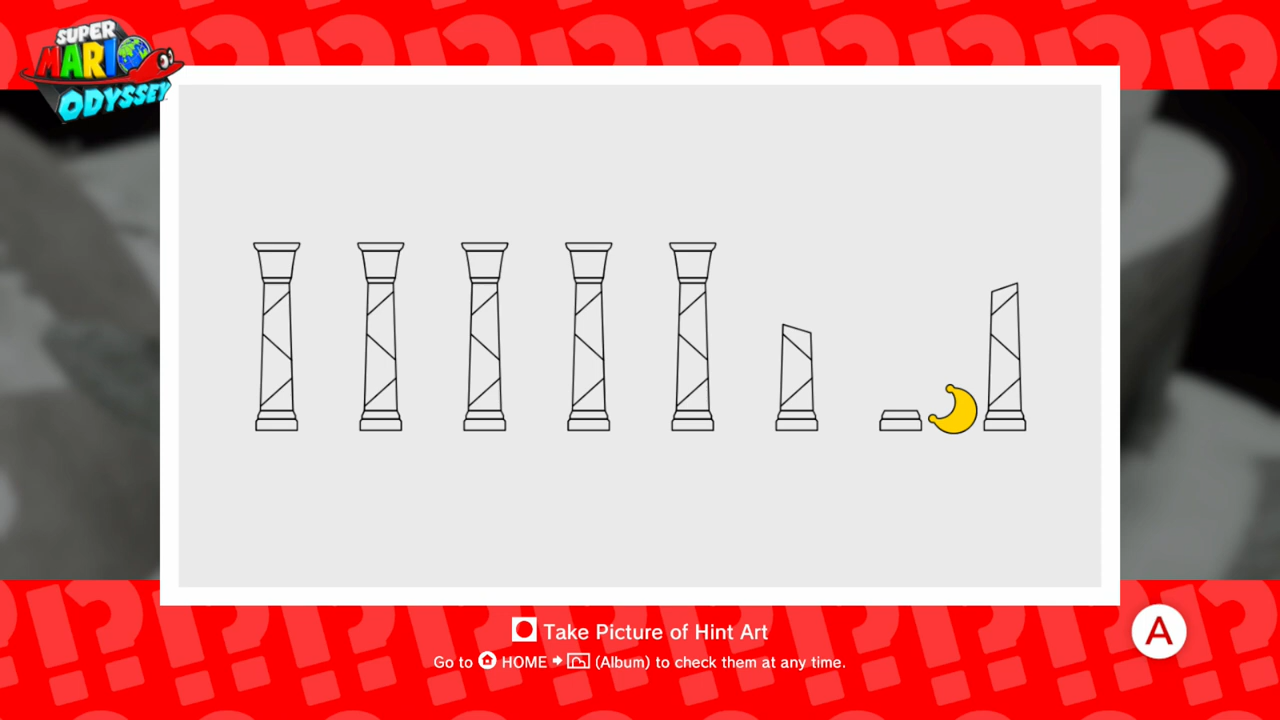 SUPER
MARIO
ODYSSEY
Take Picture of Hint Art
Go to HOME (Album) to check them at any time.
A